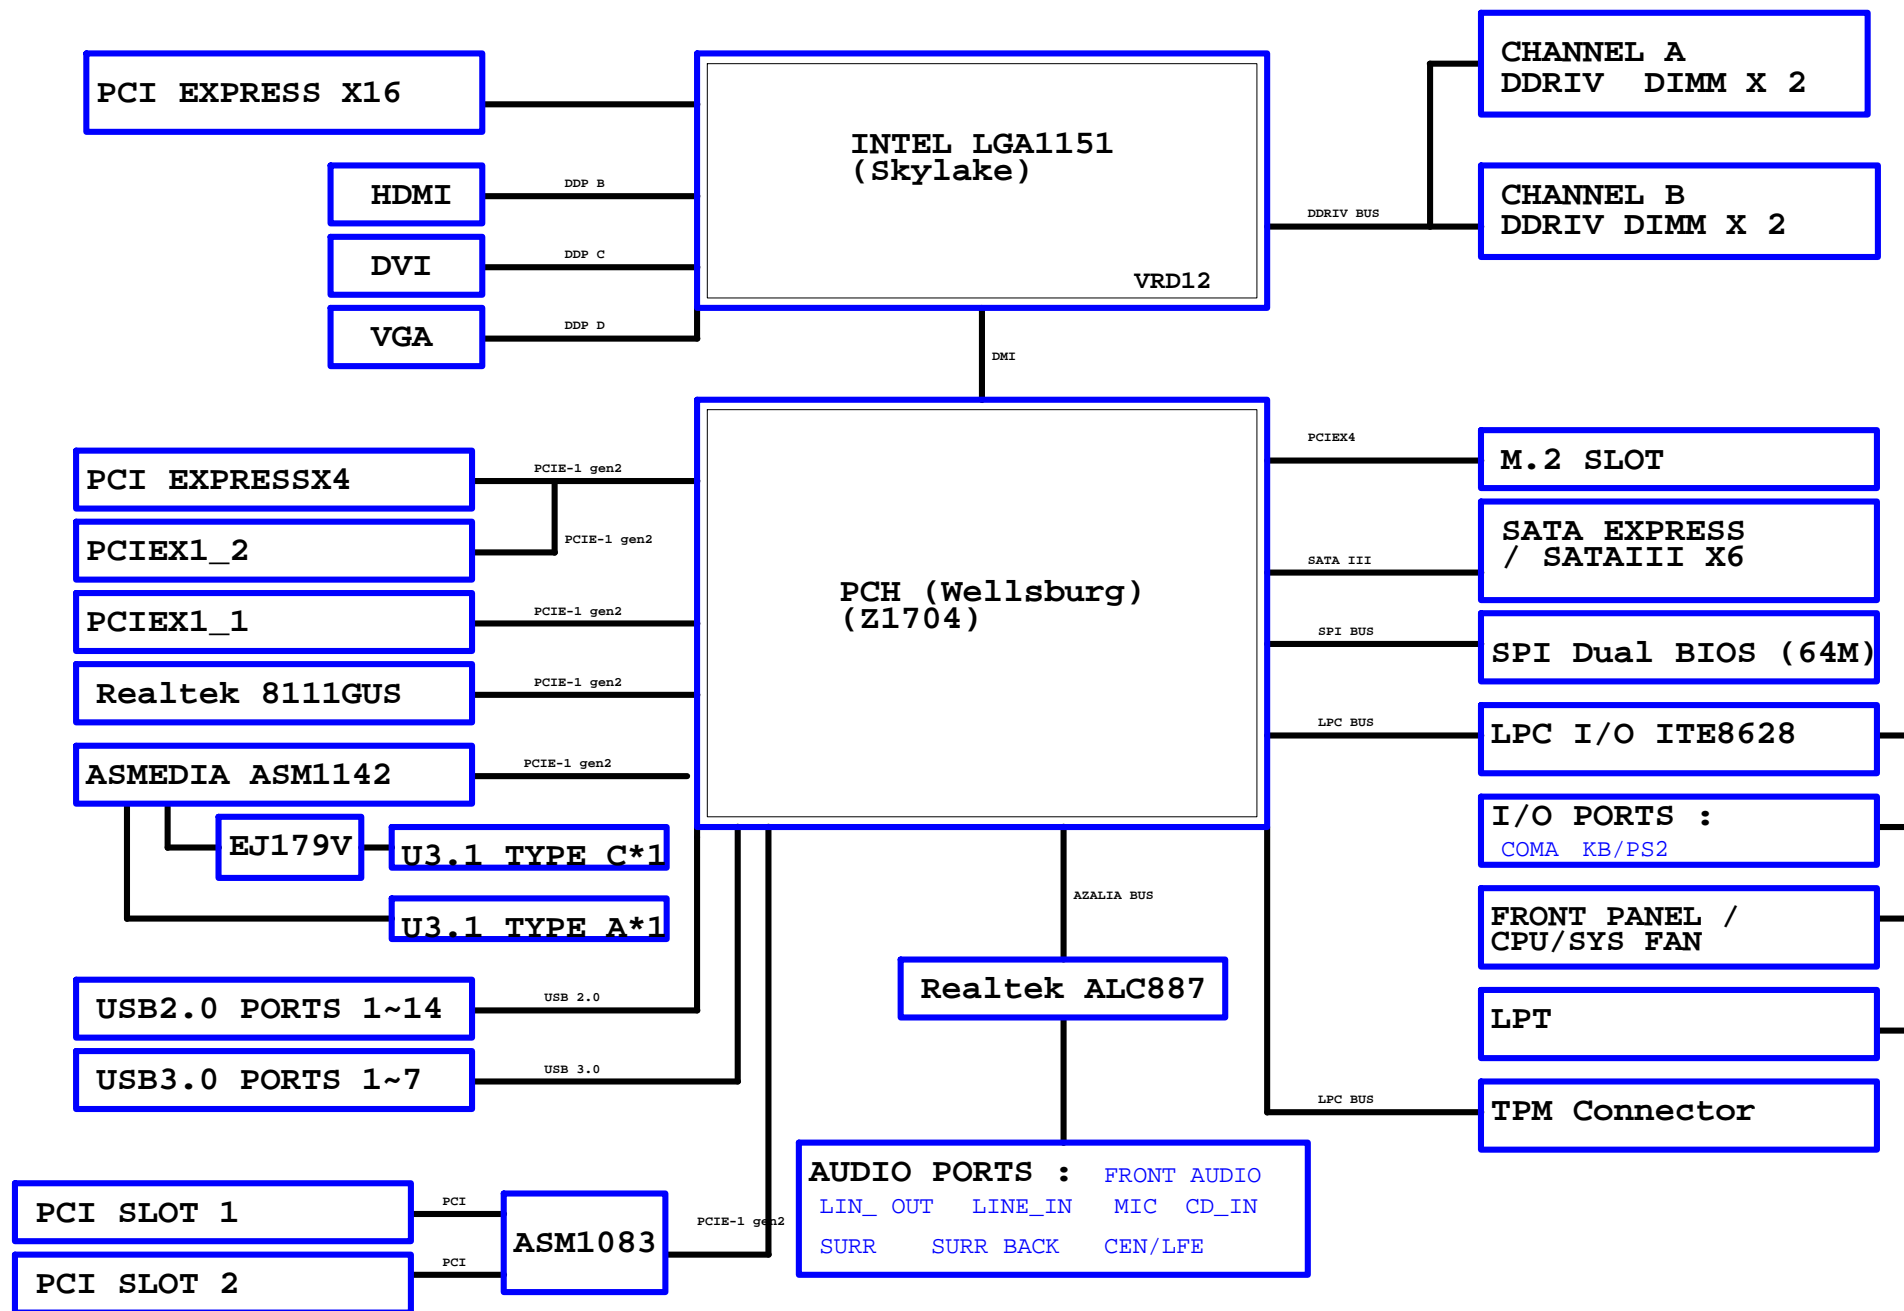 PCI EXPRESS X16
HDMI
DDP B
DVI
DDP C
VGA
DDP D
INTEL LGA1151
(Skylake)
VRD12
DDRIV BUS
CHANNEL A
DDRIV DIMM X 2
CHANNEL B
DDRIV DIMM X 2
DMI
PCI EXPRESSX4
PCIE-1 gen2
PCIEX1_2
PCIE-1 gen2
PCIEX1_1
PCIE-1 gen2
Realtek 8111GUS
PCIE-1 gen2
ASMEDIA ASM1142
PCIE-1 gen2
EJ179V
U3.1 TYPE C*1
U3.1 TYPE A*1
USB2.0 PORTS 1~14
USB 2.0
USB3.0 PORTS 1~7
USB 3.0
PCI SLOT 1
PCI
PCI SLOT 2
PCI
ASM1083
PCIE-1 gen2
PCH (Wellsburg)
(Z1704)
AZALIA BUS
Realtek ALC887
AUDIO PORTS : FRONT AUDIO
LIN_ OUT LINE_IN MIC CD_IN
SURR SURR BACK CEN/LFE
PCIEX4
M.2 SLOT
SATA III
SATA EXPRESS
/ SATAIII X6
SPI BUS
SPI Dual BIOS (64M)
LPC BUS
LPC I/O ITE8628
I/O PORTS :
COMA KB/PS2
FRONT PANEL /
CPU/SYS FAN
LPT
LPC BUS
TPM Connector